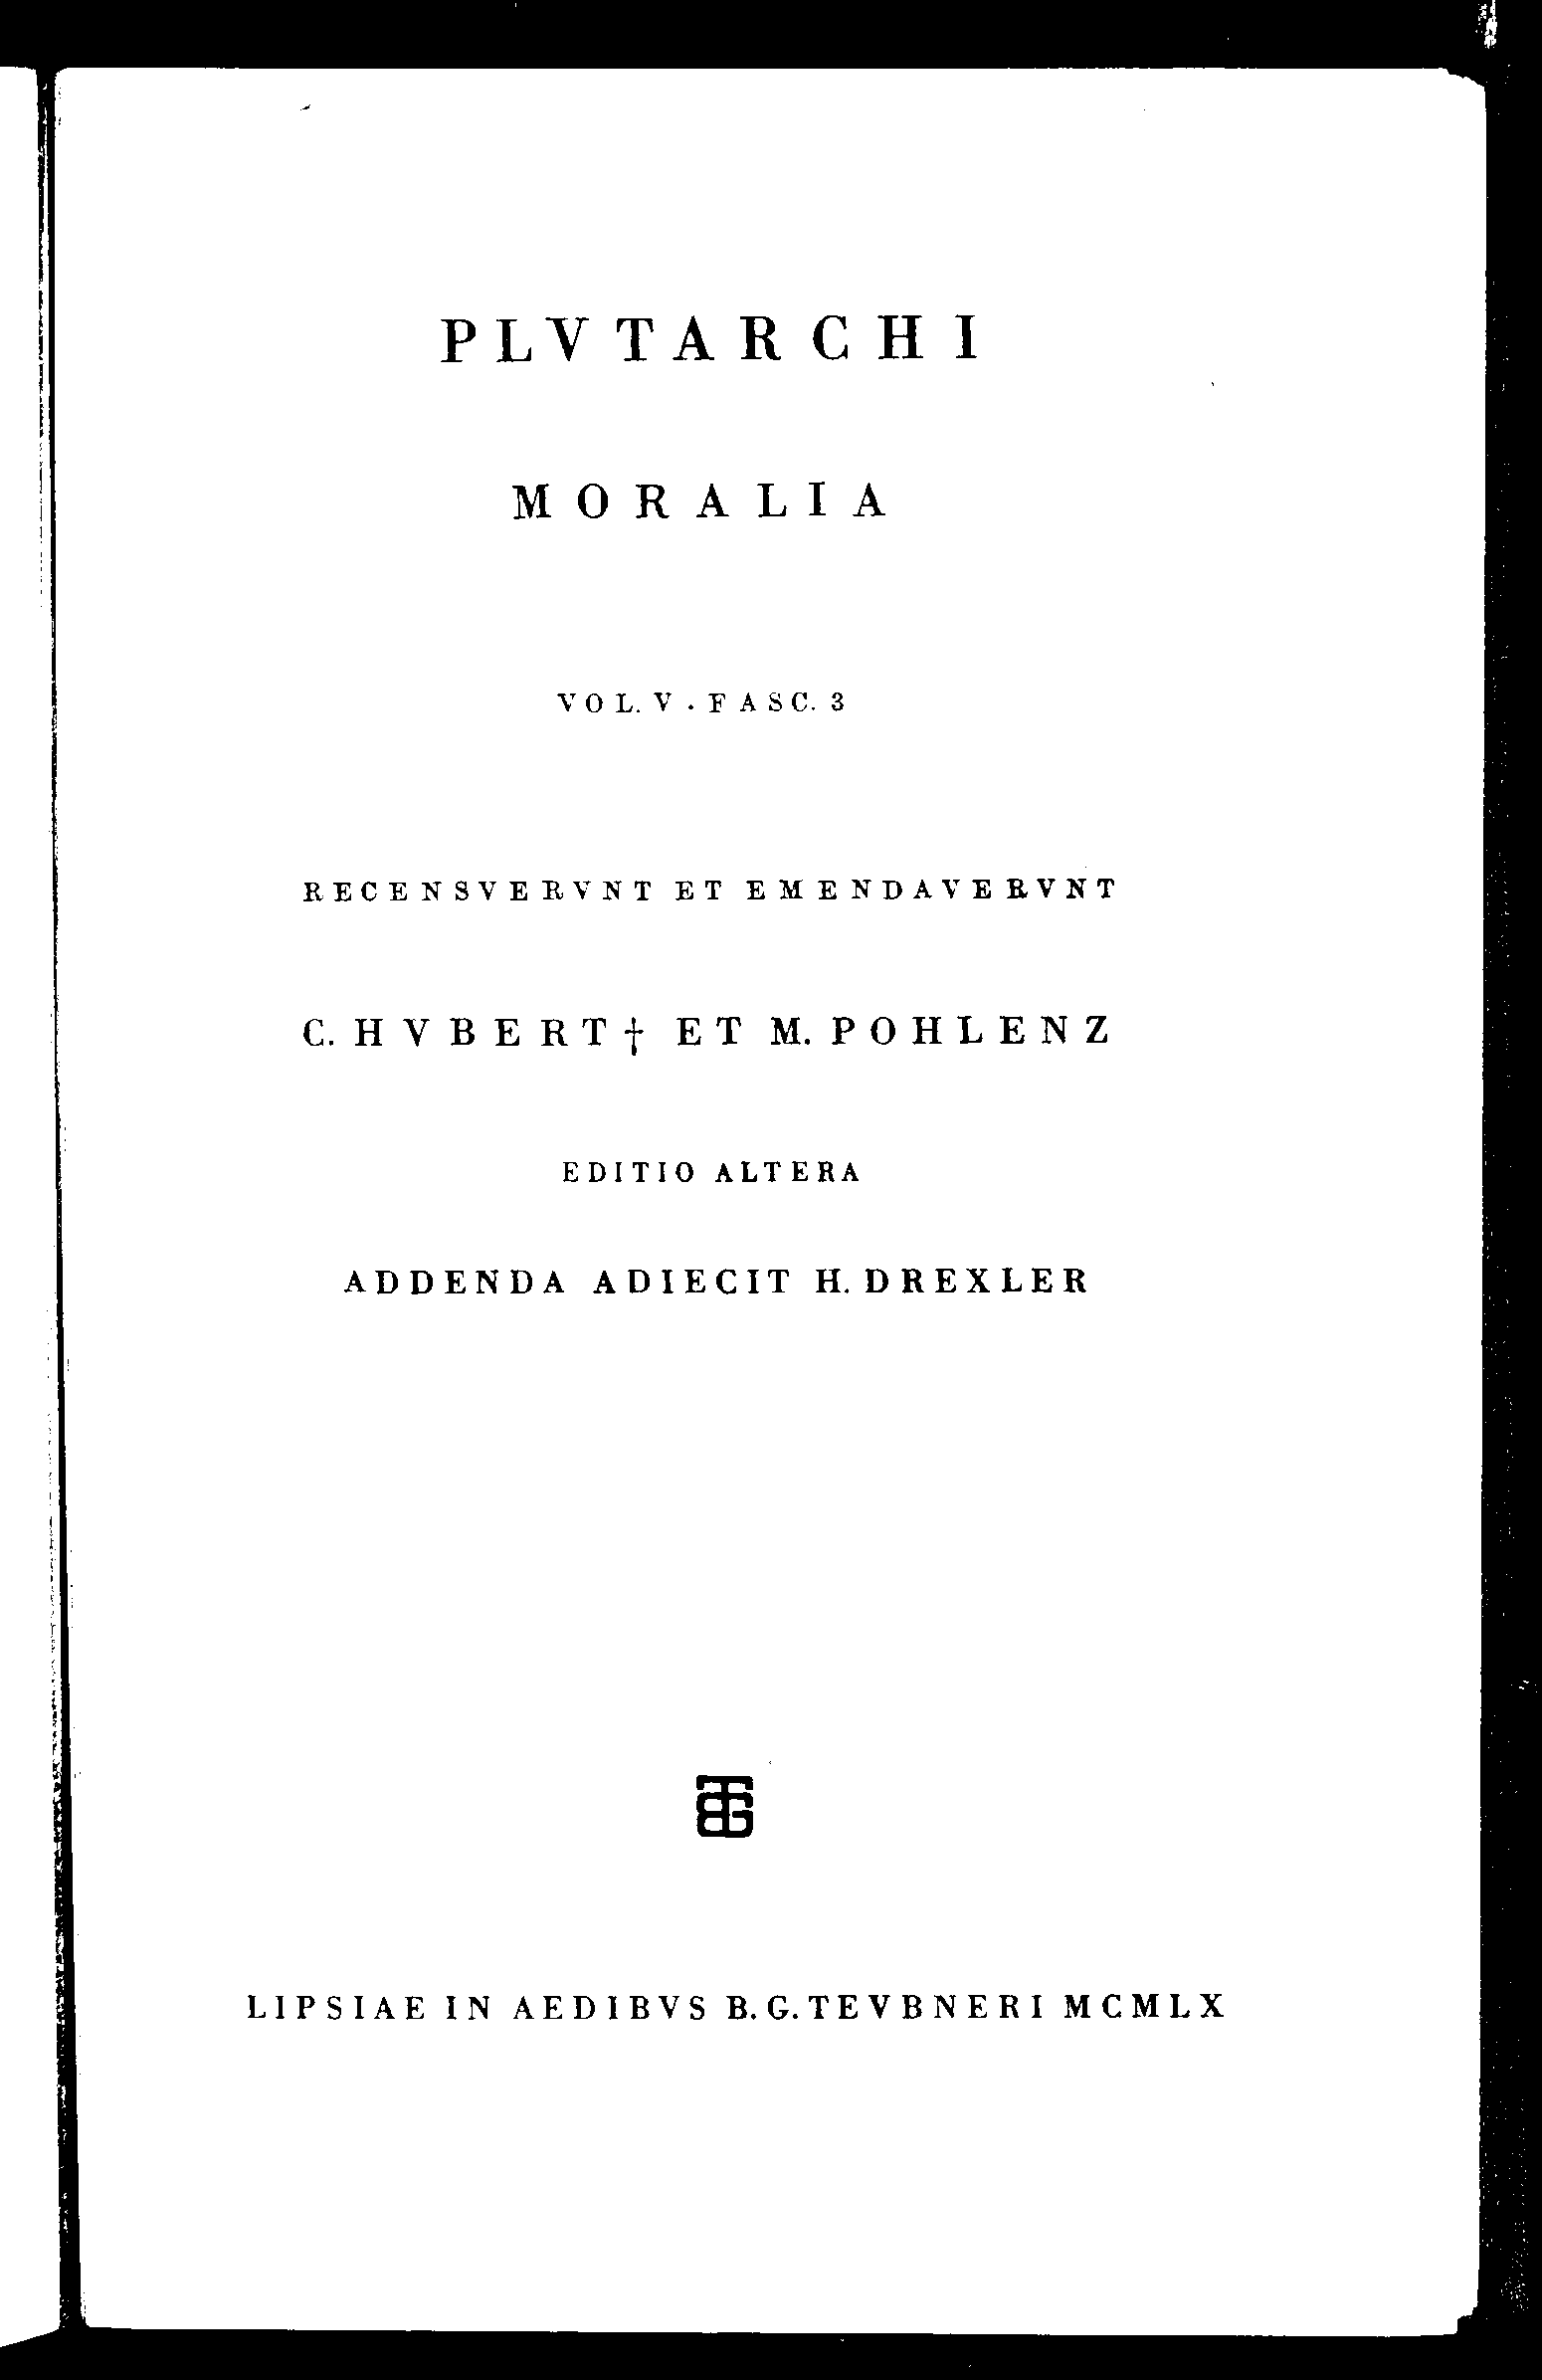 PLVTARCHI
MORALIA
VOL. V . FASC. 3
RECENSVERVNT ET EMENDAVERVNT
C. HVBERT† ET M. POHLENZ
EDITIO ALTERA
ADDENDA ADIECIT H. DREXLER
LIPSIAE IN AEDIBVS B. G. TEVBNERI MCMLX